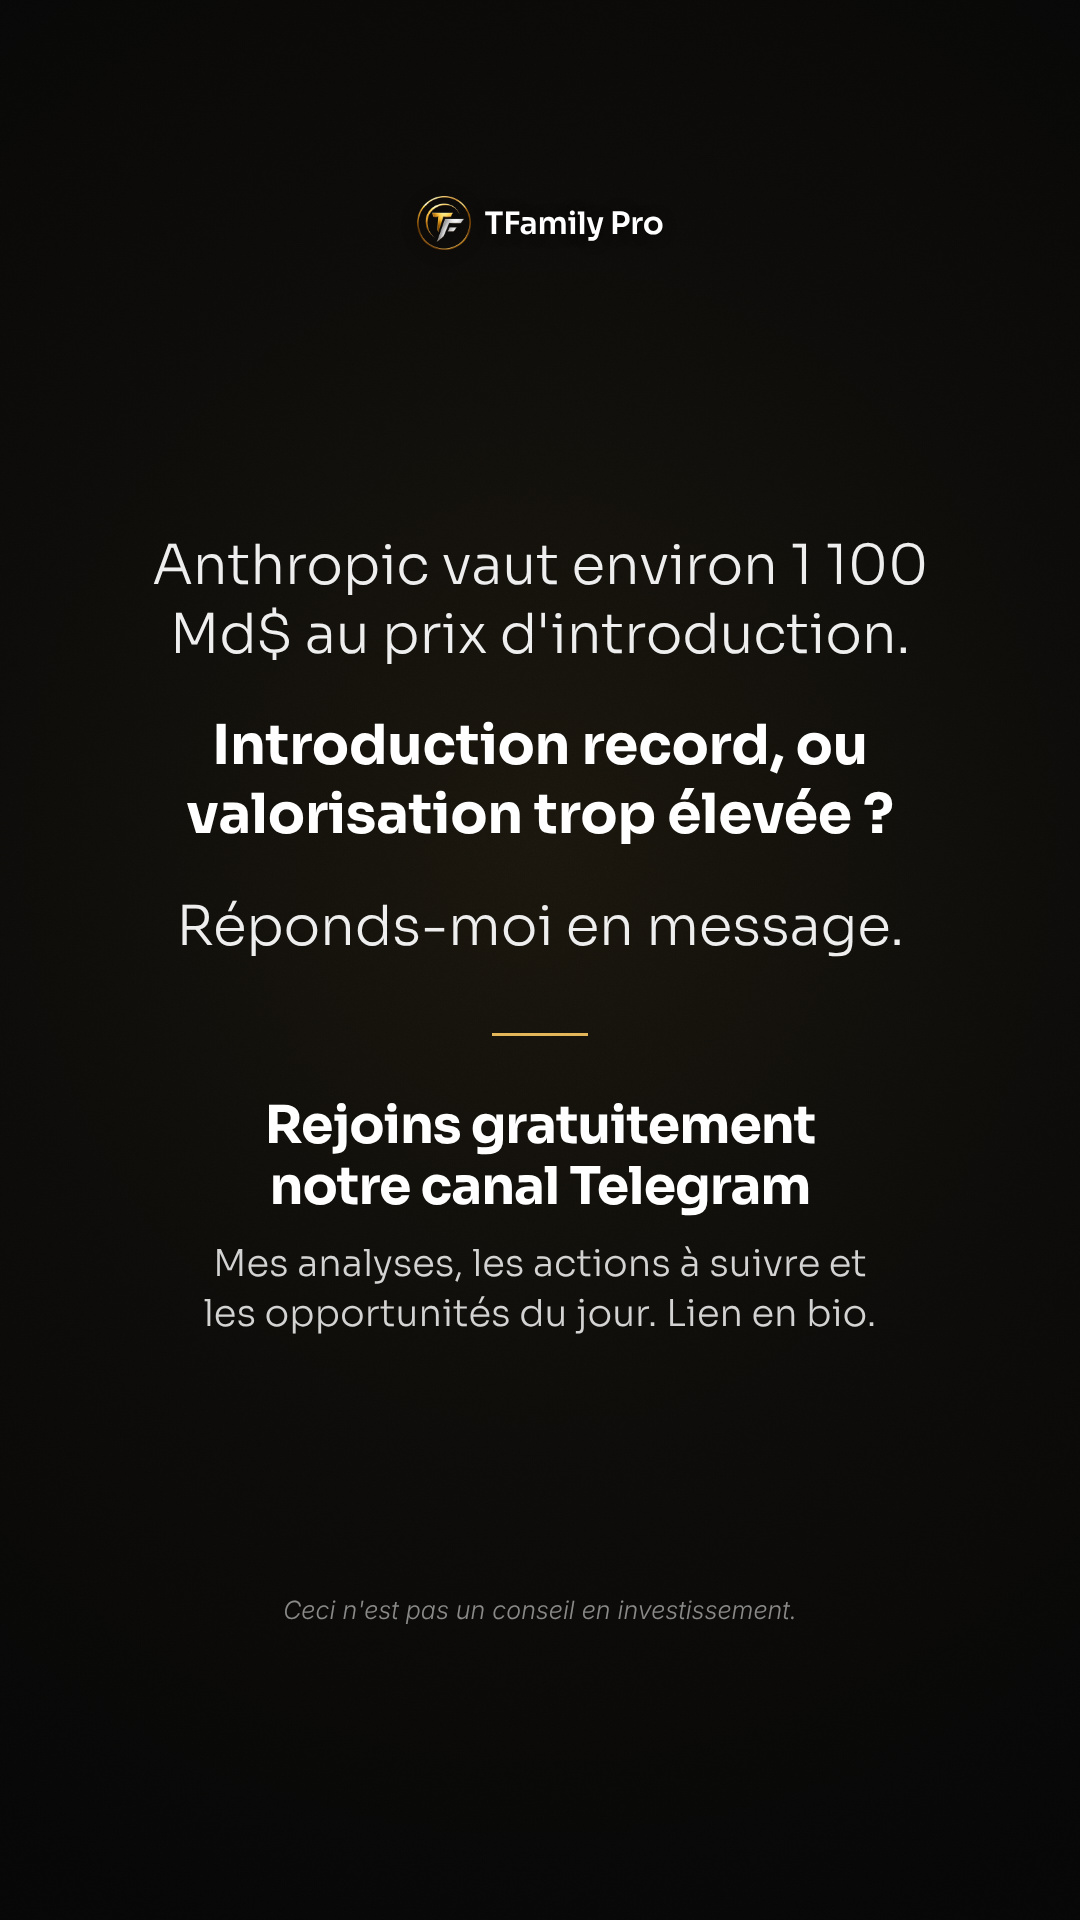 TFamily Pro
Anthropic vaut environ 1 100
Md$ au prix d'introduction.
Introduction record, ou
valorisation trop élevée ?
Réponds-moi en message.
Rejoins gratuitement
notre canal Telegram
Mes analyses, les actions à suivre et
les opportunités du jour. Lien en bio.
Ceci n'est pas un conseil en investissement.